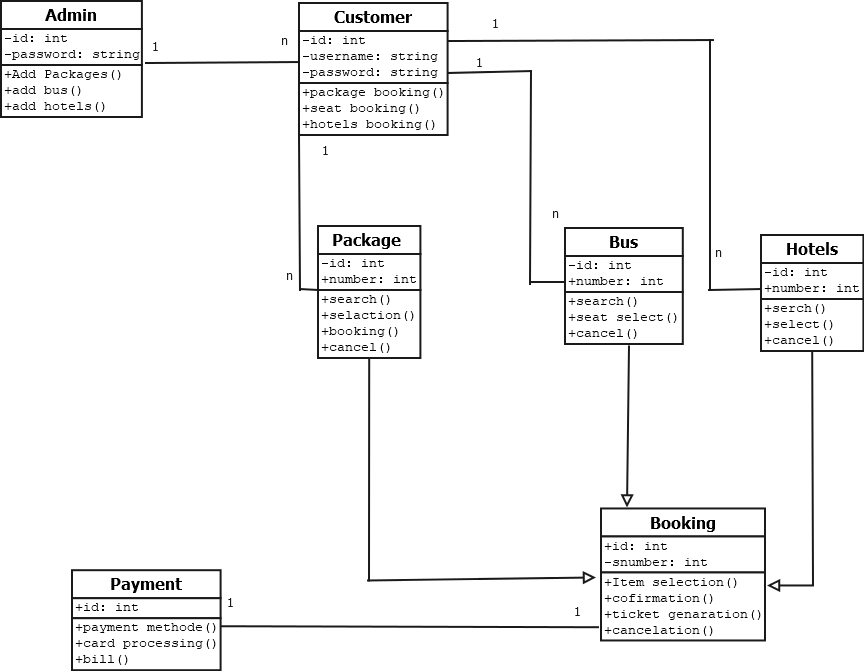 Admin
-id: int
-password: string
+Add Packages()
+add bus()
+add hotels()
1
n
Customer
-id: int
-username: string
-password: string
+package booking()
+seat booking()
+hotels booking()
1
1
1
n
n
n
Package
-id: int
+number: int
+search()
+selaction()
+booking()
+cancel()
Bus
-id: int
+number: int
+search()
+seat select()
+cancel()
Hotels
-id: int
+number: int
+serch()
+select()
+cancel()
Booking
+id: int
-snumber: int
+Item selection()
+cofirmation()
+ticket genaration()
+cancelation()
Payment
+id: int
+payment methode()
+card processing()
+bill()
1
1